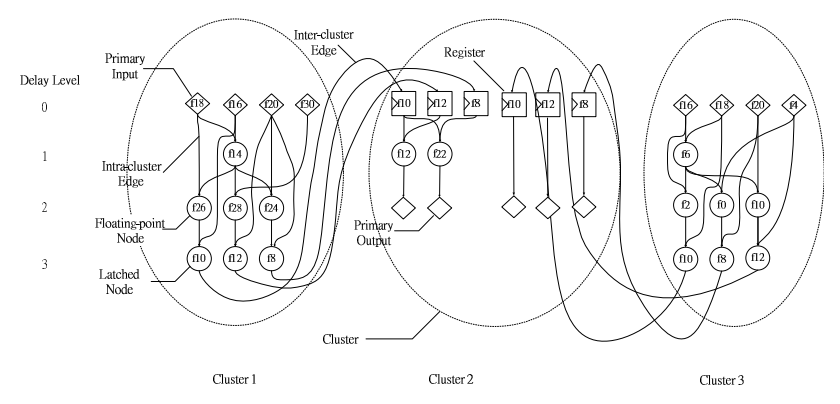 Inter-cluster
Edge
Primary
Input
Register
Delay Level
0
f18
f16
f20
f30
f10
f12
f8
f10
f12
f8
f16
f18
f20
f4
1
f14
f12
f22
f6
Intra-cluster
Edge
2
f26
f28
f24
f2
f0
f10
Floating-point
Node
Primary
Output
3
f10
f12
f8
f10
f8
f12
Latched
Node
Cluster
Cluster 1
Cluster 2
Cluster 3